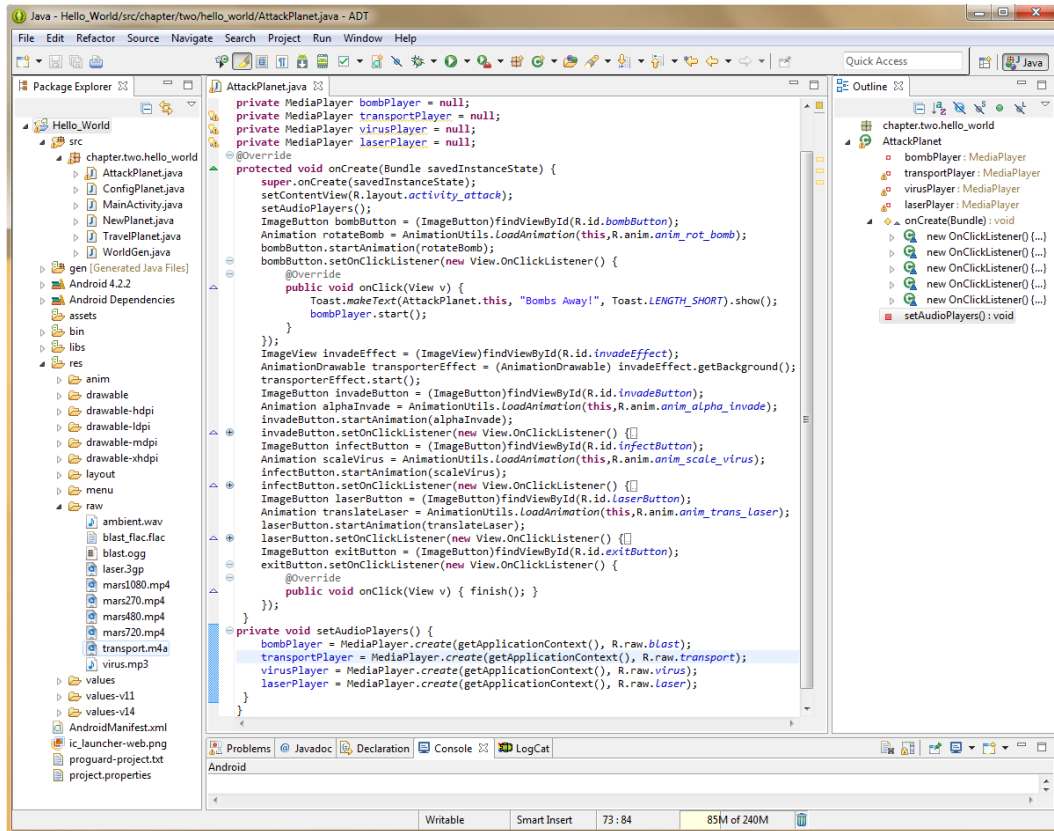 Java - Hello_World/src/chapter/two/hello_world/AttackPlanet.java - ADT
File Edit Refactor Source Navigate Search Project Run Window Help
Quick Access
Java
Package Explorer
Hello_World
src
chapter.two.hello_world
AttackPlanet.java
ConfigPlanet.java
MainActivity.java
NewPlanet.java
TravelPlanet.java
WorldGen.java
gen [Generated Java Files]
Android 4.2.2
Android Dependencies
assets
bin
libs
res
anim
drawable
drawable-hdpi
drawable-ldpi
drawable-mdpi
drawable-xhdpi
layout
menu
raw
ambient.wav
blast_flac.flac
blast.ogg
laser.3gp
mars1080.mp4
mars270.mp4
mars480.mp4
mars720.mp4
transport.m4a
virus.mp3
values
values-v11
values-v14
AndroidManifest.xml
ic_launcher-web.png
proguard-project.txt
project.properties
AttackPlanet.java
private MediaPlayer bombPlayer = null;
private MediaPlayer transportPlayer = null;
private MediaPlayer virusPlayer = null;
private MediaPlayer laserPlayer = null;
@Override
protected void onCreate(Bundle savedInstanceState) {
super.onCreate(savedInstanceState);
setContentView(R.layout.activity_attack);
setAudioPlayers();
ImageButton bombButton = (ImageButton)findViewById(R.id.bombButton);
Animation rotateBomb = AnimationUtils.loadAnimation(this,R.anim.anim_rot_bomb);
bombButton.startAnimation(rotateBomb);
bombButton.setOnClickListener(new View.OnClickListener() {
@Override
public void onClick(View v) {
Toast.makeText(AttackPlanet.this, "Bombs Away!", Toast.LENGTH_SHORT).show();
bombPlayer.start();
}
});
ImageView invadeEffect = (ImageView)findViewById(R.id.invadeEffect);
AnimationDrawable transporterEffect = (AnimationDrawable) invadeEffect.getBackground();
transporterEffect.start();
ImageButton invadeButton = (ImageButton)findViewById(R.id.invadeButton);
Animation alphaInvade = AnimationUtils.loadAnimation(this,R.anim.anim_alpha_invade);
invadeButton.startAnimation(alphaInvade);
invadeButton.setOnClickListener(new View.OnClickListener() {
ImageButton infectButton = (ImageButton)findViewById(R.id.infectButton);
Animation scaleVirus = AnimationUtils.loadAnimation(this,R.anim.anim_scale_virus);
infectButton.startAnimation(scaleVirus);
infectButton.setOnClickListener(new View.OnClickListener() {
ImageButton laserButton = (ImageButton)findViewById(R.id.laserButton);
Animation translateLaser = AnimationUtils.loadAnimation(this,R.anim.anim_trans_laser);
laserButton.startAnimation(translateLaser);
laserButton.setOnClickListener(new View.OnClickListener() {
ImageButton exitButton = (ImageButton)findViewById(R.id.exitButton);
exitButton.setOnClickListener(new View.OnClickListener() {
@Override
public void onClick(View v) { finish(); }
});
}
private void setAudioPlayers() {
bombPlayer = MediaPlayer.create(getApplicationContext(), R.raw.blast);
transportPlayer = MediaPlayer.create(getApplicationContext(), R.raw.transport);
virusPlayer = MediaPlayer.create(getApplicationContext(), R.raw.virus);
laserPlayer = MediaPlayer.create(getApplicationContext(), R.raw.laser);
}
}
Outline
chapter.two.hello_world
AttackPlanet
bombPlayer : MediaPlayer
transportPlayer : MediaPlayer
virusPlayer : MediaPlayer
laserPlayer : MediaPlayer
onCreate(Bundle) : void
new OnClickListener() {...}
new OnClickListener() {...}
new OnClickListener() {...}
new OnClickListener() {...}
new OnClickListener() {...}
setAudioPlayers() : void
Problems @ Javadoc Declaration Console LogCat
Android
Writable Smart Insert 73 : 84 85M of 240M